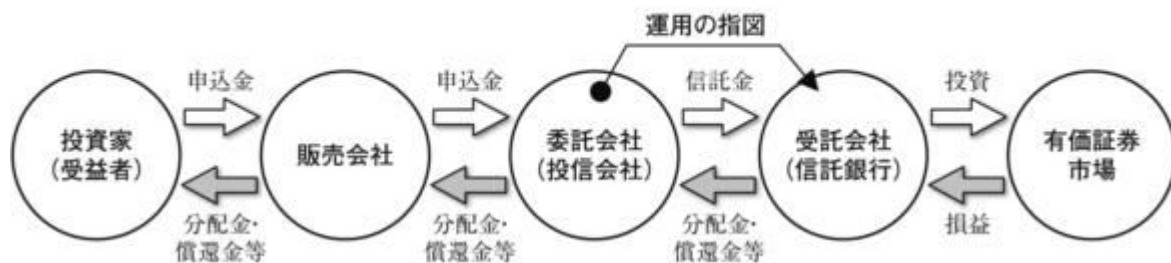 運用の指図
申込金
申込金
信託金
投資
投資家
(受益者)
販売会社
委託会社
(投信会社)
受託会社
(信託銀行)
有価証券
市場
分配金・
償還金等
分配金・
償還金等
分配金・
償還金等
損益